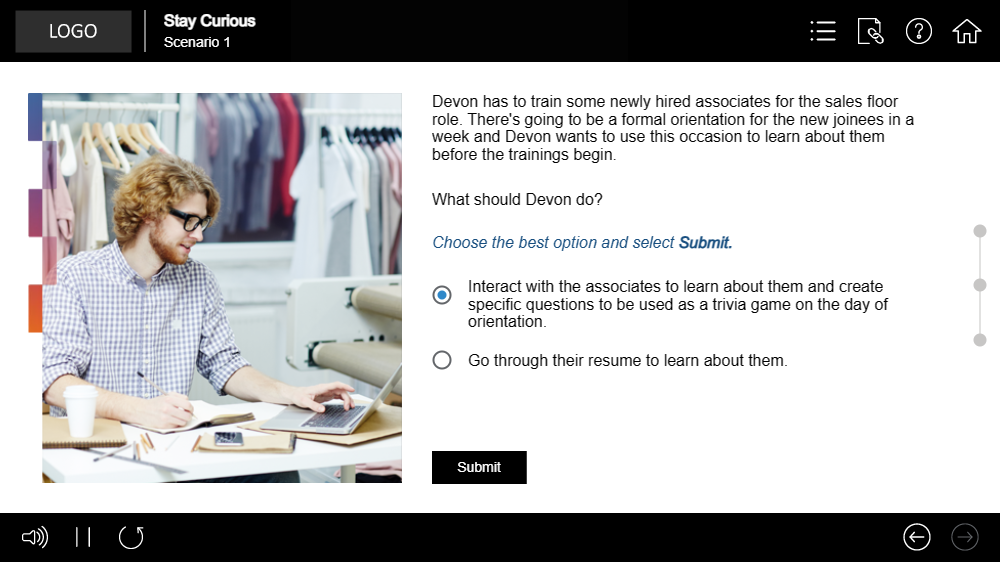 LOGO
Stay Curious
Scenario 1
Devon has to train some newly hired associates for the sales floor
role. There's going to be a formal orientation for the new joinees in a
week and Devon wants to use this occasion to learn about them
before the trainings begin.
What should Devon do?
Choose the best option and select Submit.
Interact with the associates to learn about them and create
specific questions to be used as a trivia game on the day of
orientation.
Go through their resume to learn about them.
Submit